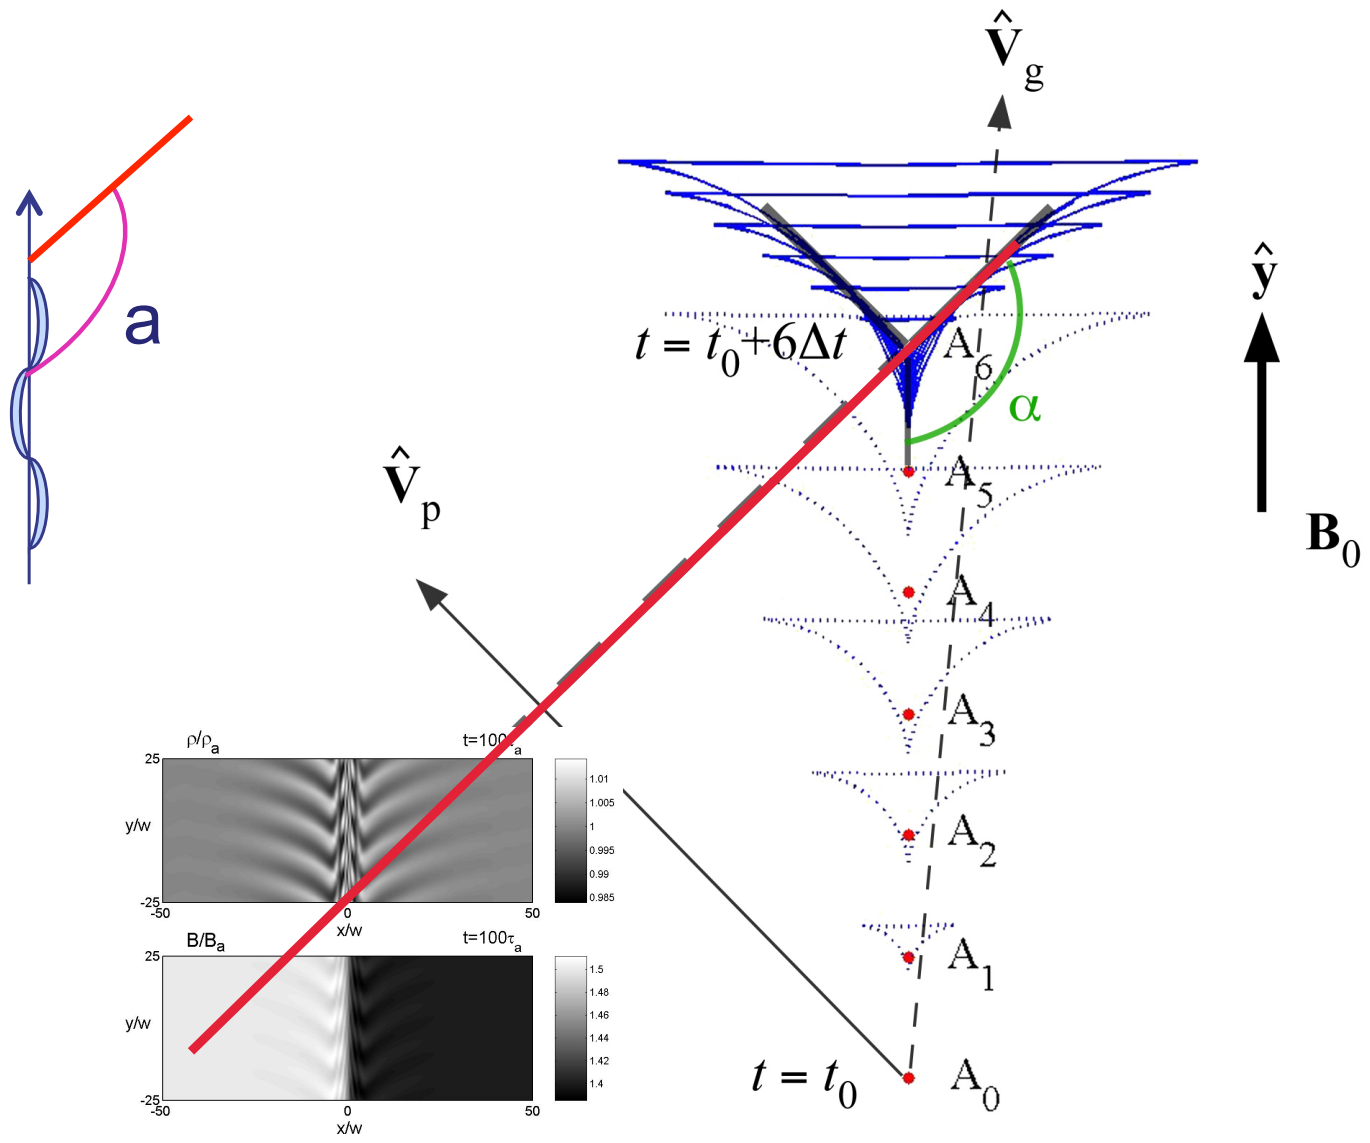 V̂g
a
ŷ
t = t₀+6Δt
A₆
α
V̂p
A₅
B₀
A₄
A₃
ρ/ρa
t=100τa
25
y/w
-25
-50
0
50
x/w
1.01
1.005
1
0.995
0.99
0.985
A₂
B/Ba
t=100τa
25
y/w
-25
-50
0
50
x/w
1.5
1.48
1.46
1.44
1.42
1.4
A₁
t = t₀
A₀